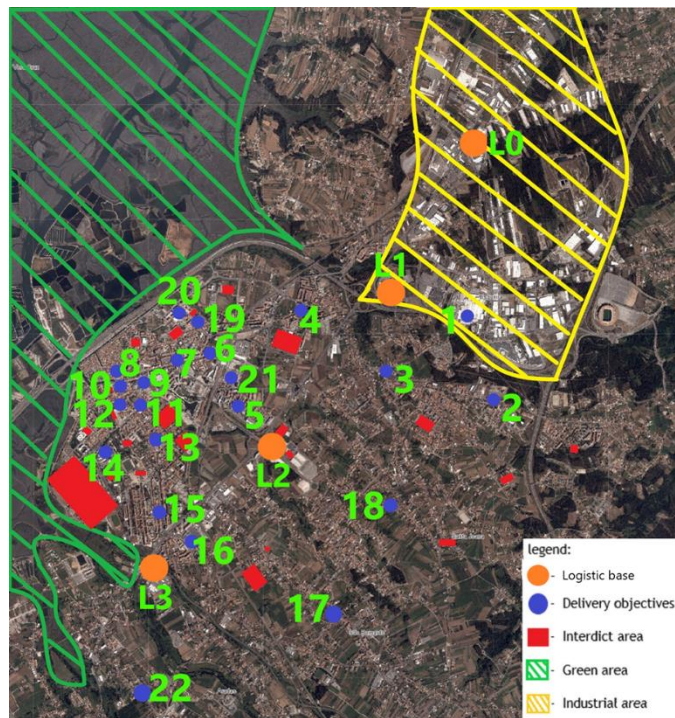 L0
L1
1
20
19
4
6
7
8
3
21
10
9
2
12
11
5
13
14
L2
15
18
16
L3
17
22
legend:
- Logistic base
- Delivery objectives
- Interdict area
- Green area
- Industrial area